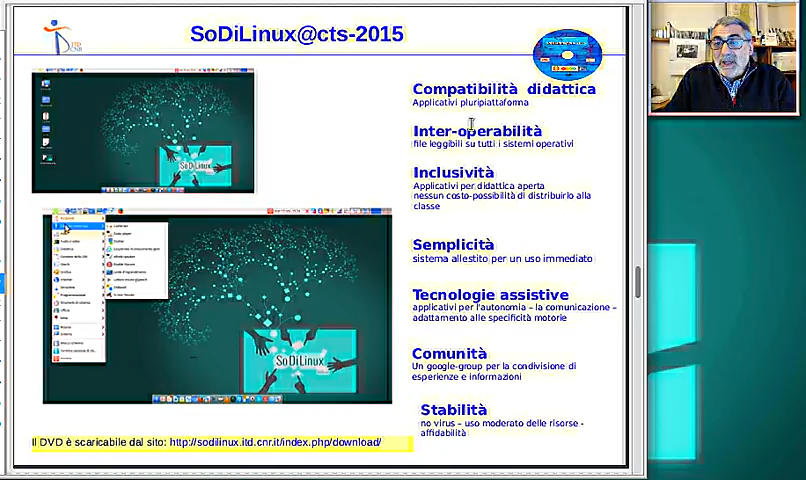 ITD
CNR
SoDiLinux@cts-2015
Compatibilità didattica
Applicativi pluripiattaforma
Inter-operabilità
file leggibili su tutti i sistemi operativi
Inclusività
Applicativi per didattica aperta
nessun costo-possibilità di distribuirlo alla
classe
Semplicità
sistema allestito per un uso immediato
Tecnologie assistive
applicativi per l'autonomia – la comunicazione –
adattamento alle specificità motorie
Comunità
Un google-group per la condivisione di
esperienze e informazioni
Stabilità
no virus – uso moderato delle risorse -
affidabilità
SoDiLinux
SoDiLinux
Il DVD è scaricabile dal sito: http://sodilinux.itd.cnr.it/index.php/download/